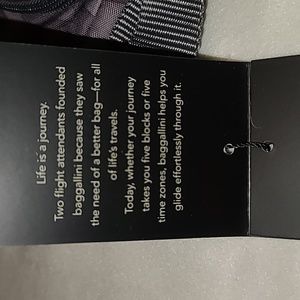 Life is a journey.
Two flight attendants founded
baggallini because they saw
the need of a better bag—for all
of life's travels.
Today, whether your journey
takes you five blocks or five
time zones, baggallini helps you
glide effortlessly through it.